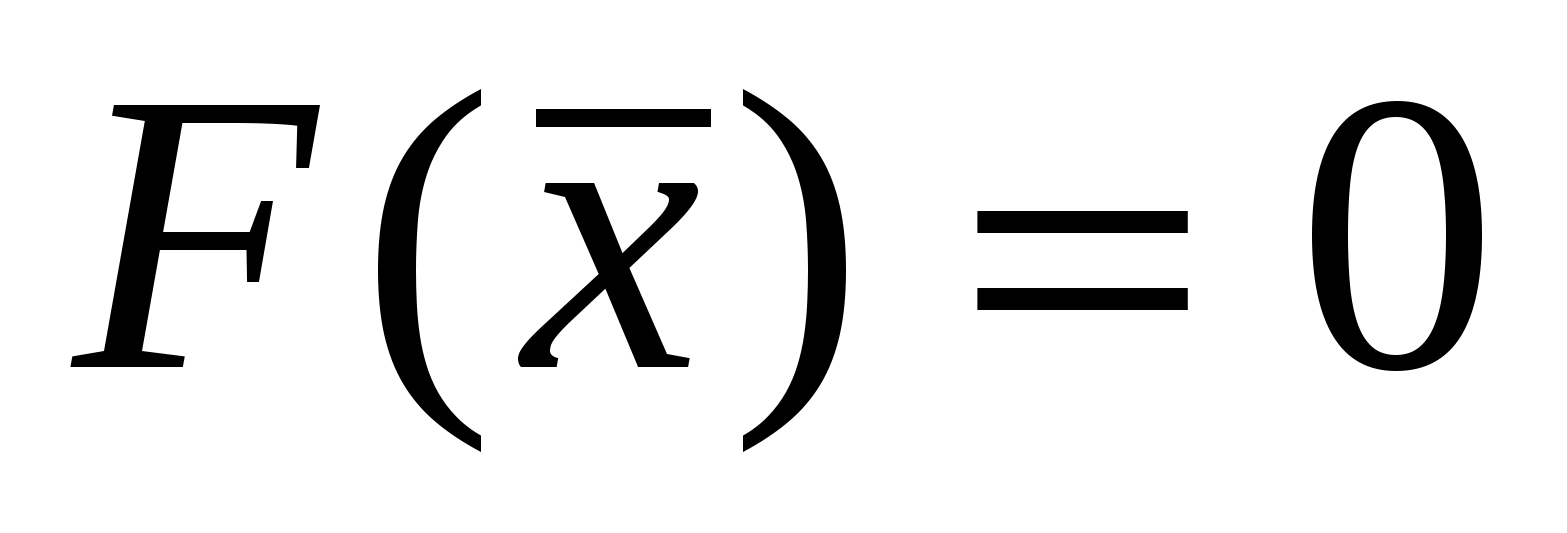 F(x̅) = 0